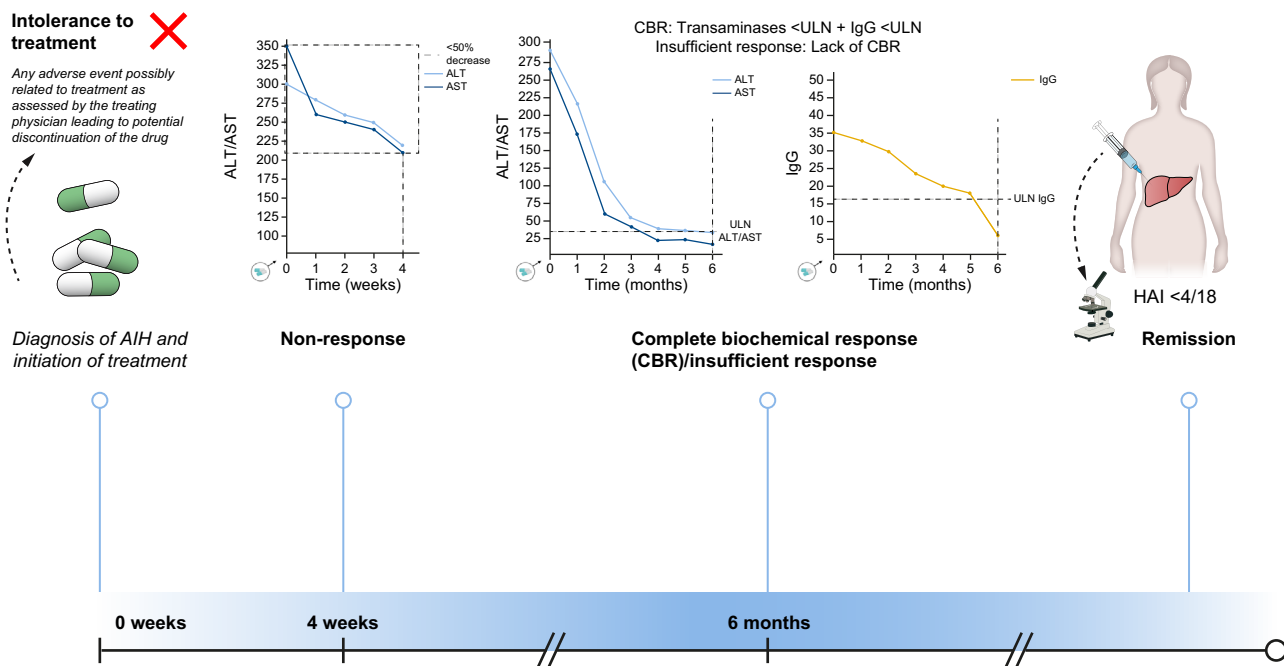 Intolerance to
treatment
Any adverse event possibly
related to treatment as
assessed by the treating
physician leading to potential
discontinuation of the drug
ALT/AST
350
325
300
275
250
225
200
175
350
125
100
0 1 2 3 4
Time (weeks)
<50%
decrease
ALT
AST
CBR: Transaminases <ULN + IgG <ULN
Insufficient response: Lack of CBR
ALT/AST
300
275
250
225
200
175
150
125
100
75
50
25
0 1 2 3 4 5 6
Time (months)
ALT
AST
ULN
ALT/AST
IgG
50
45
40
35
30
25
20
15
10
5
0 1 2 3 4 5 6
Time (months)
IgG
ULN IgG
HAI <4/18
Diagnosis of AIH and
initiation of treatment
Non-response
Complete biochemical response
(CBR)/insufficient response
Remission
0 weeks
4 weeks
6 months